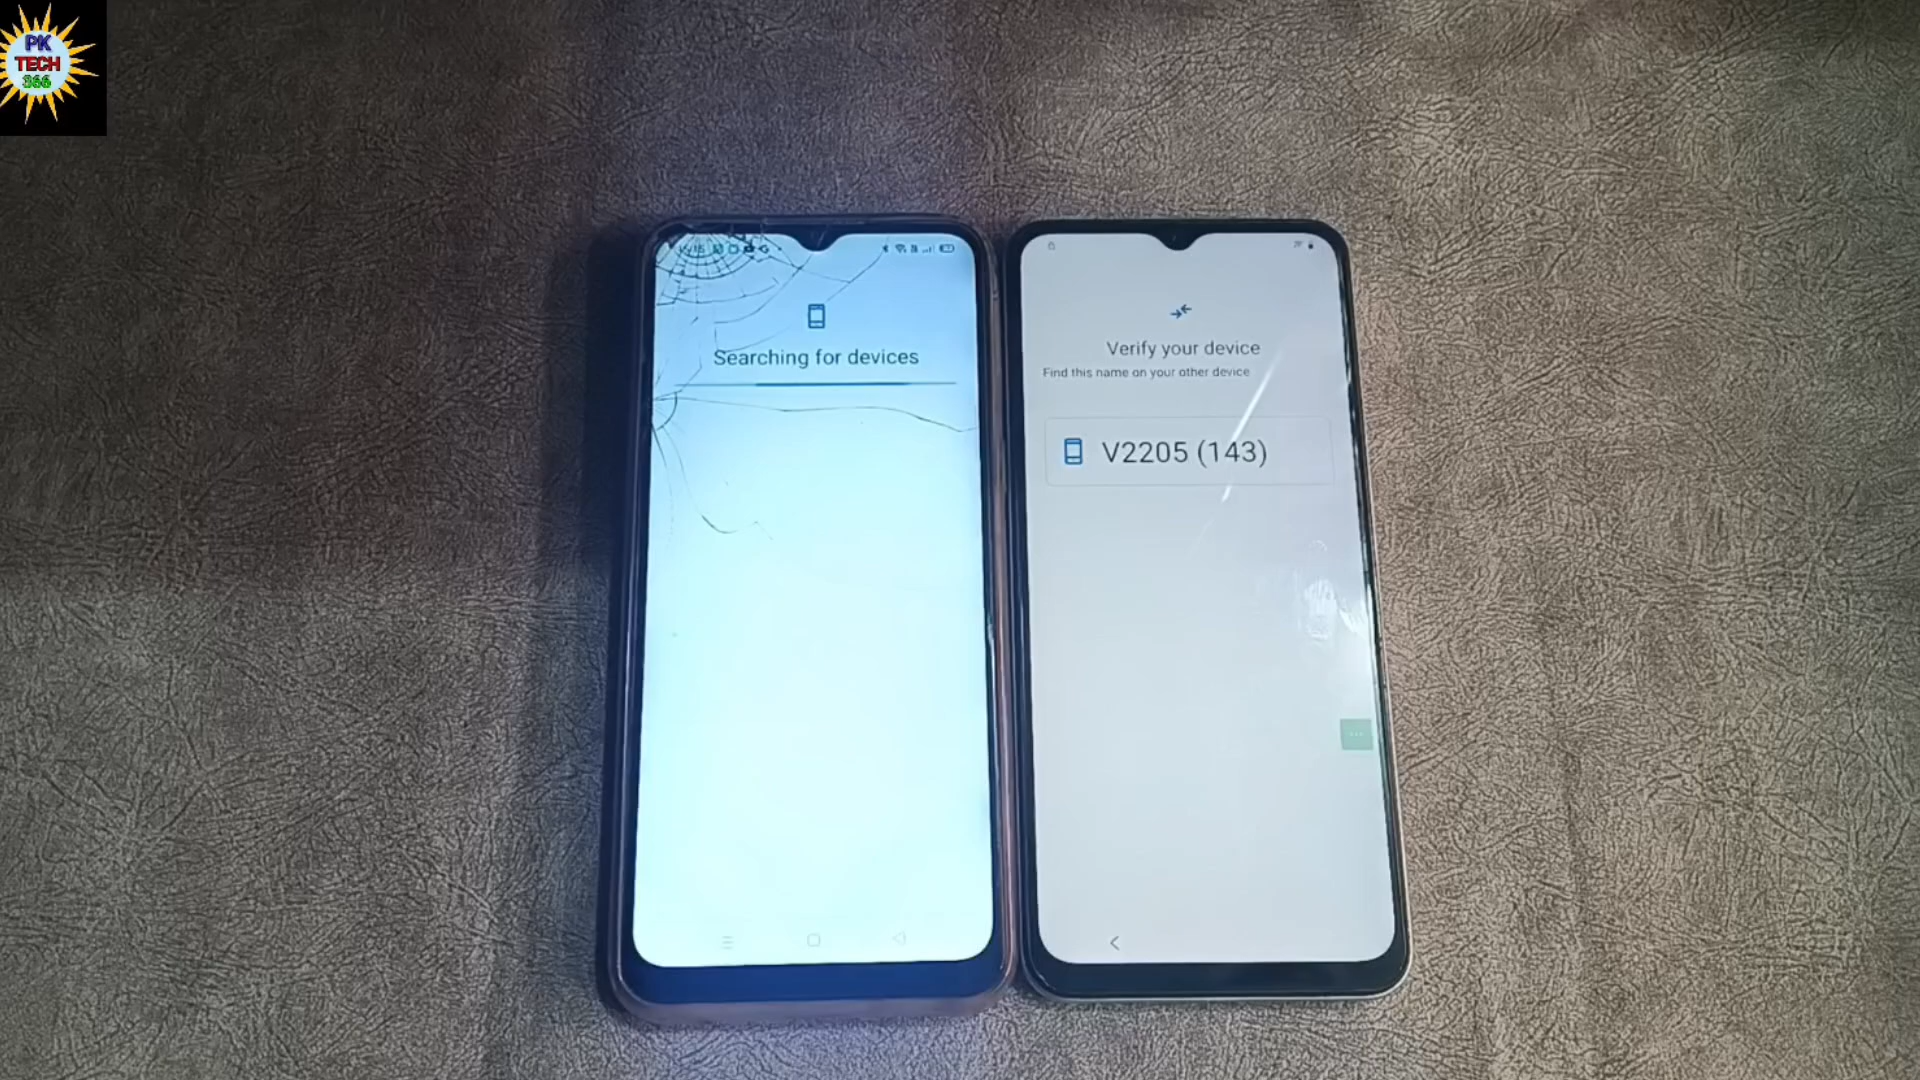 PK
TECH
366
Searching for devices
Verify your device
Find this name on your other device
V2205 (143)